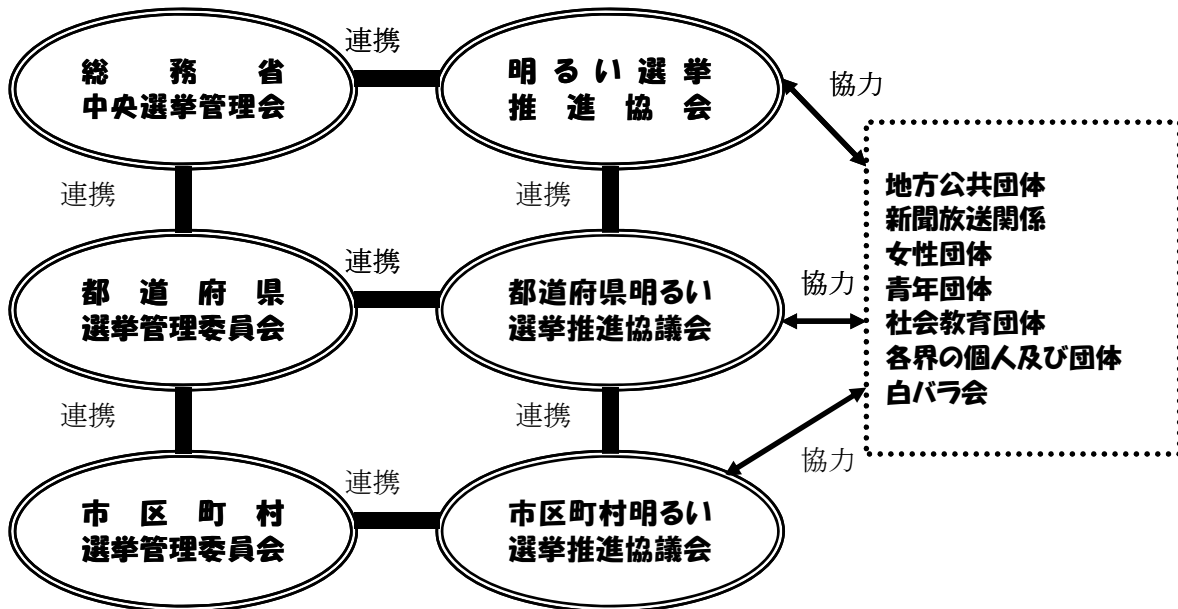 連携
総務省
中央選挙管理会
明るい選挙
推進協会
協力
連携
連携
地方公共団体
新聞放送関係
女性団体
青年団体
社会教育団体
各界の個人及び団体
白バラ会
都道府県
選挙管理委員会
連携
都道府県明るい
選挙推進協議会
協力
連携
連携
市区町村
選挙管理委員会
連携
市区町村明るい
選挙推進協議会
協力